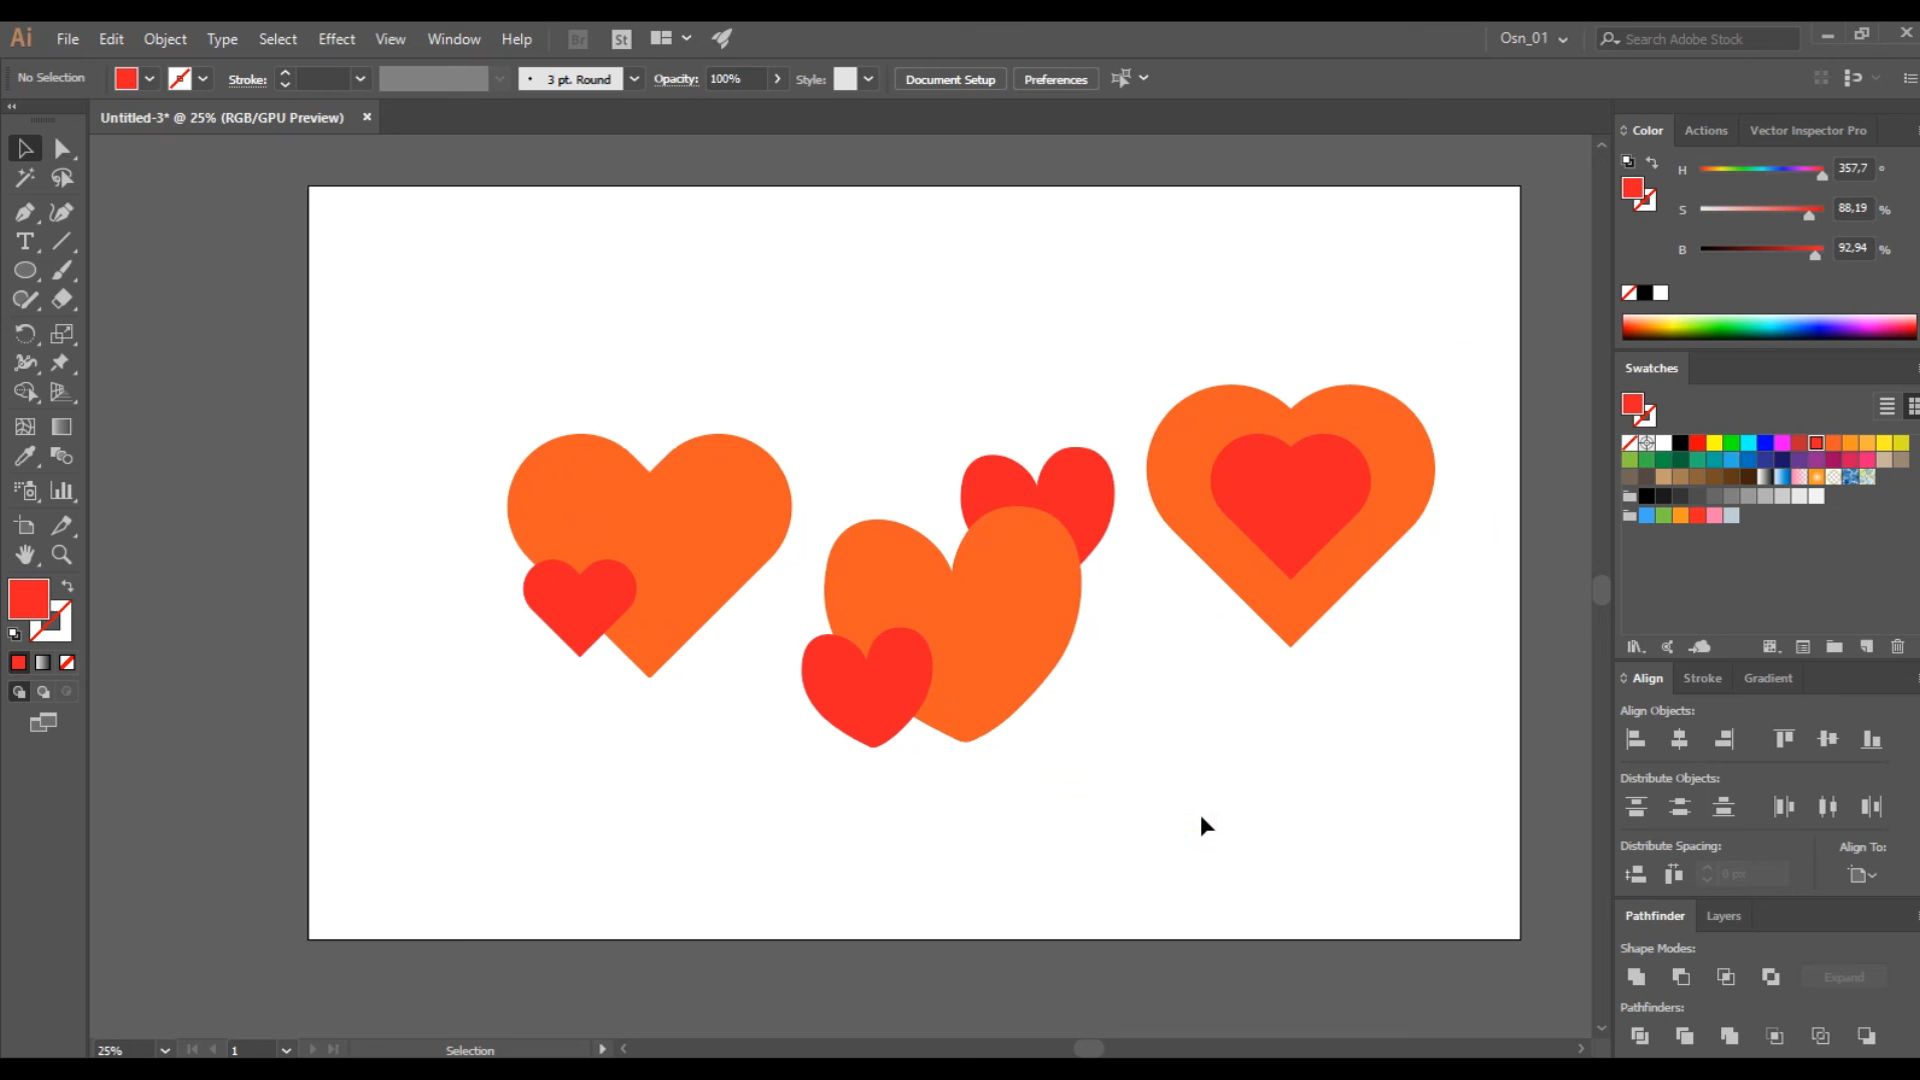 Ai File Edit Object Type Select Effect View Window Help Br St Osn_01 Search Adobe Stock
No Selection Stroke: 3 pt. Round Opacity: 100% Style: Document Setup Preferences
Untitled-3* @ 25% (RGB/GPU Preview) ×
Color Actions Vector Inspector Pro
H 357,7 °
S 88,19 %
B 92,94 %
Swatches
Align Stroke Gradient
Align Objects:
Distribute Objects:
Distribute Spacing: Align To:
0 px
Pathfinder Layers
Shape Modes:
Expand
Pathfinders:
25% 1 Selection